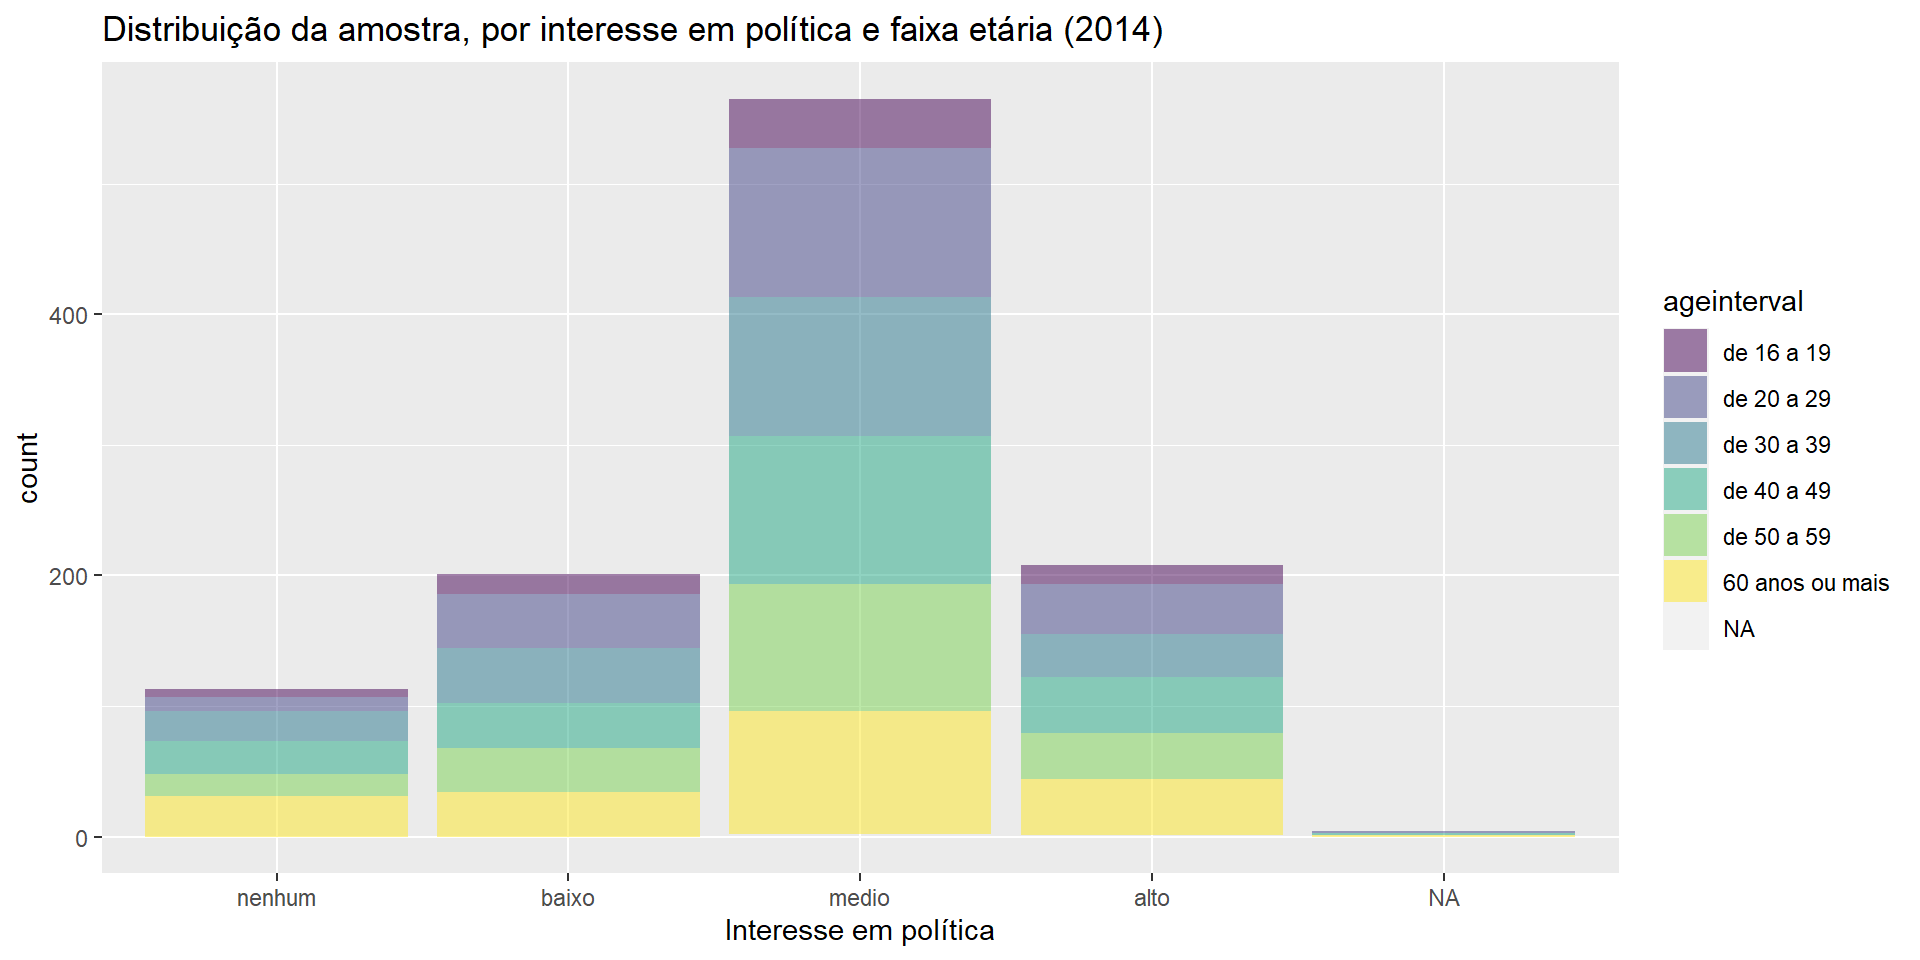 Distribuição da amostra, por interesse em política e faixa etária (2014)
count
400
200
0
nenhum
baixo
medio
alto
NA
Interesse em política
ageinterval
de 16 a 19
de 20 a 29
de 30 a 39
de 40 a 49
de 50 a 59
60 anos ou mais
NA